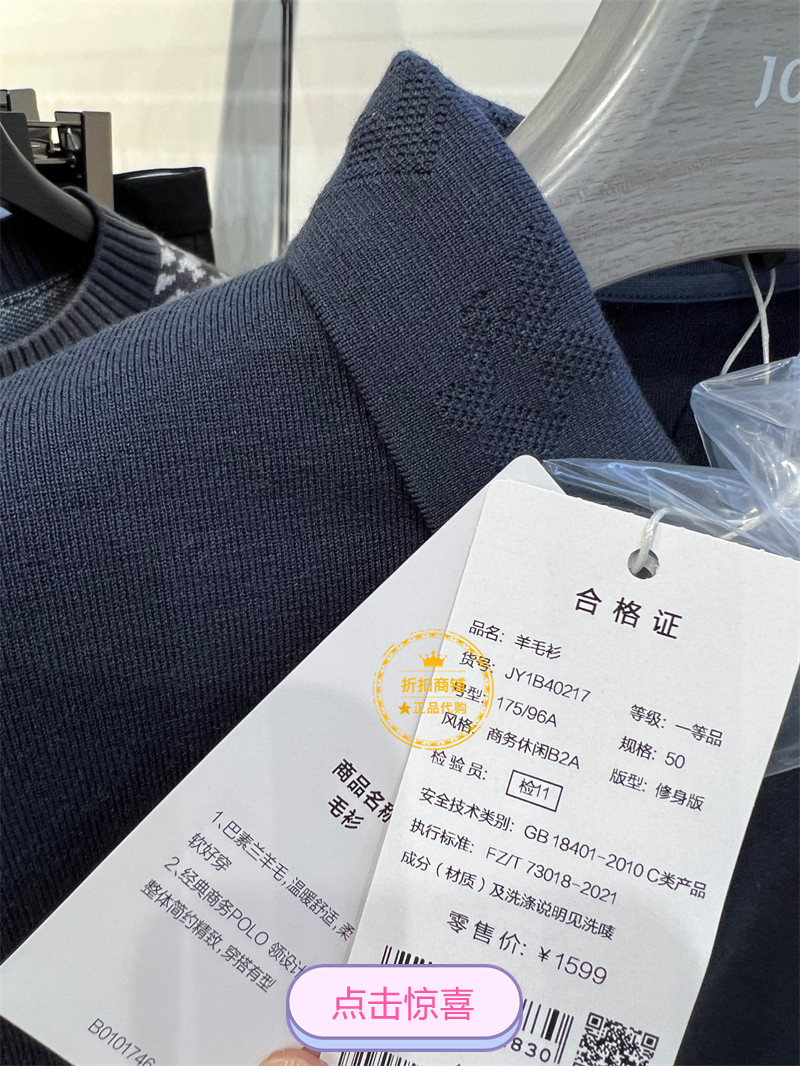 JO
合格证
品名: 羊毛衫
货号: JY1B40217
号型: 175/96A
等级: 一等品
风格: 商务休闲B2A
规格: 50
检验员: 检11
版型: 修身版
安全技术类别: GB 18401-2010 C类产品
执行标准: FZ/T 73018-2021
成分（材质）及洗涤说明见洗唛
零售价: ¥1599
830
折扣商铺
★正品代购
商品名称
毛衫
1、巴素兰羊毛,温暖舒适,柔
软好穿
2、经典商务POLO 领设计
整体简约精致,穿搭有型
B0101746
点击惊喜